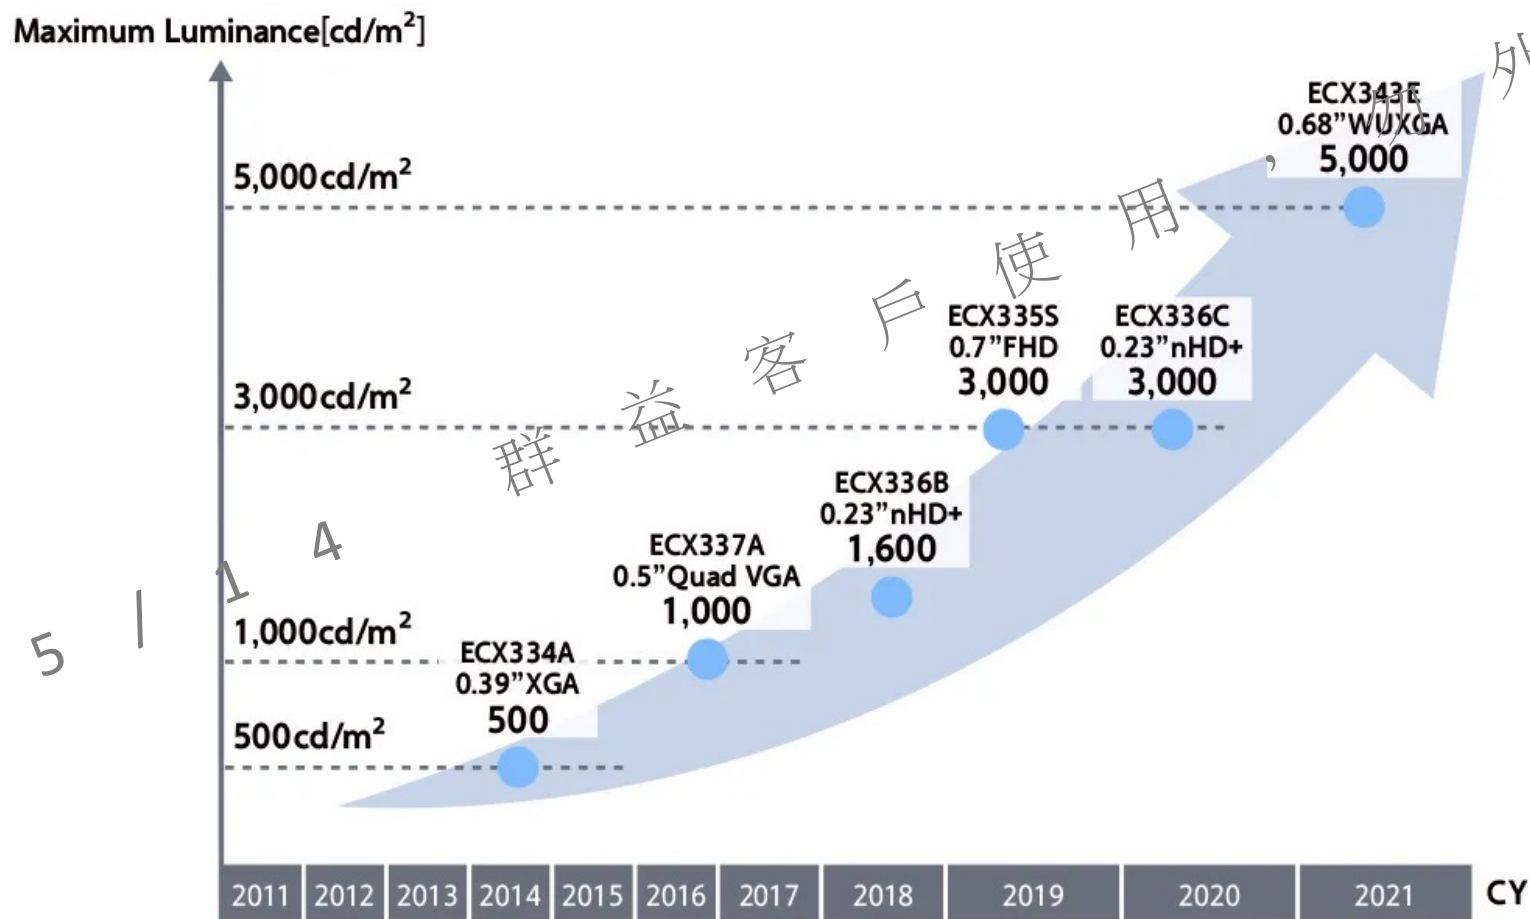 Maximum Luminance[cd/m²]
ECX343E
0.68”WUXGA
5,000
5,000cd/m²
ECX335S
0.7”FHD
3,000
ECX336C
0.23”nHD+
3,000
3,000cd/m²
ECX336B
0.23”nHD+
1,600
ECX337A
0.5”Quad VGA
1,000
1,000cd/m²
ECX334A
0.39”XGA
500
500cd/m²
2011 2012 2013 2014 2015 2016 2017 2018 2019 2020 2021 CY
5/14 群益客戶使用，勿外